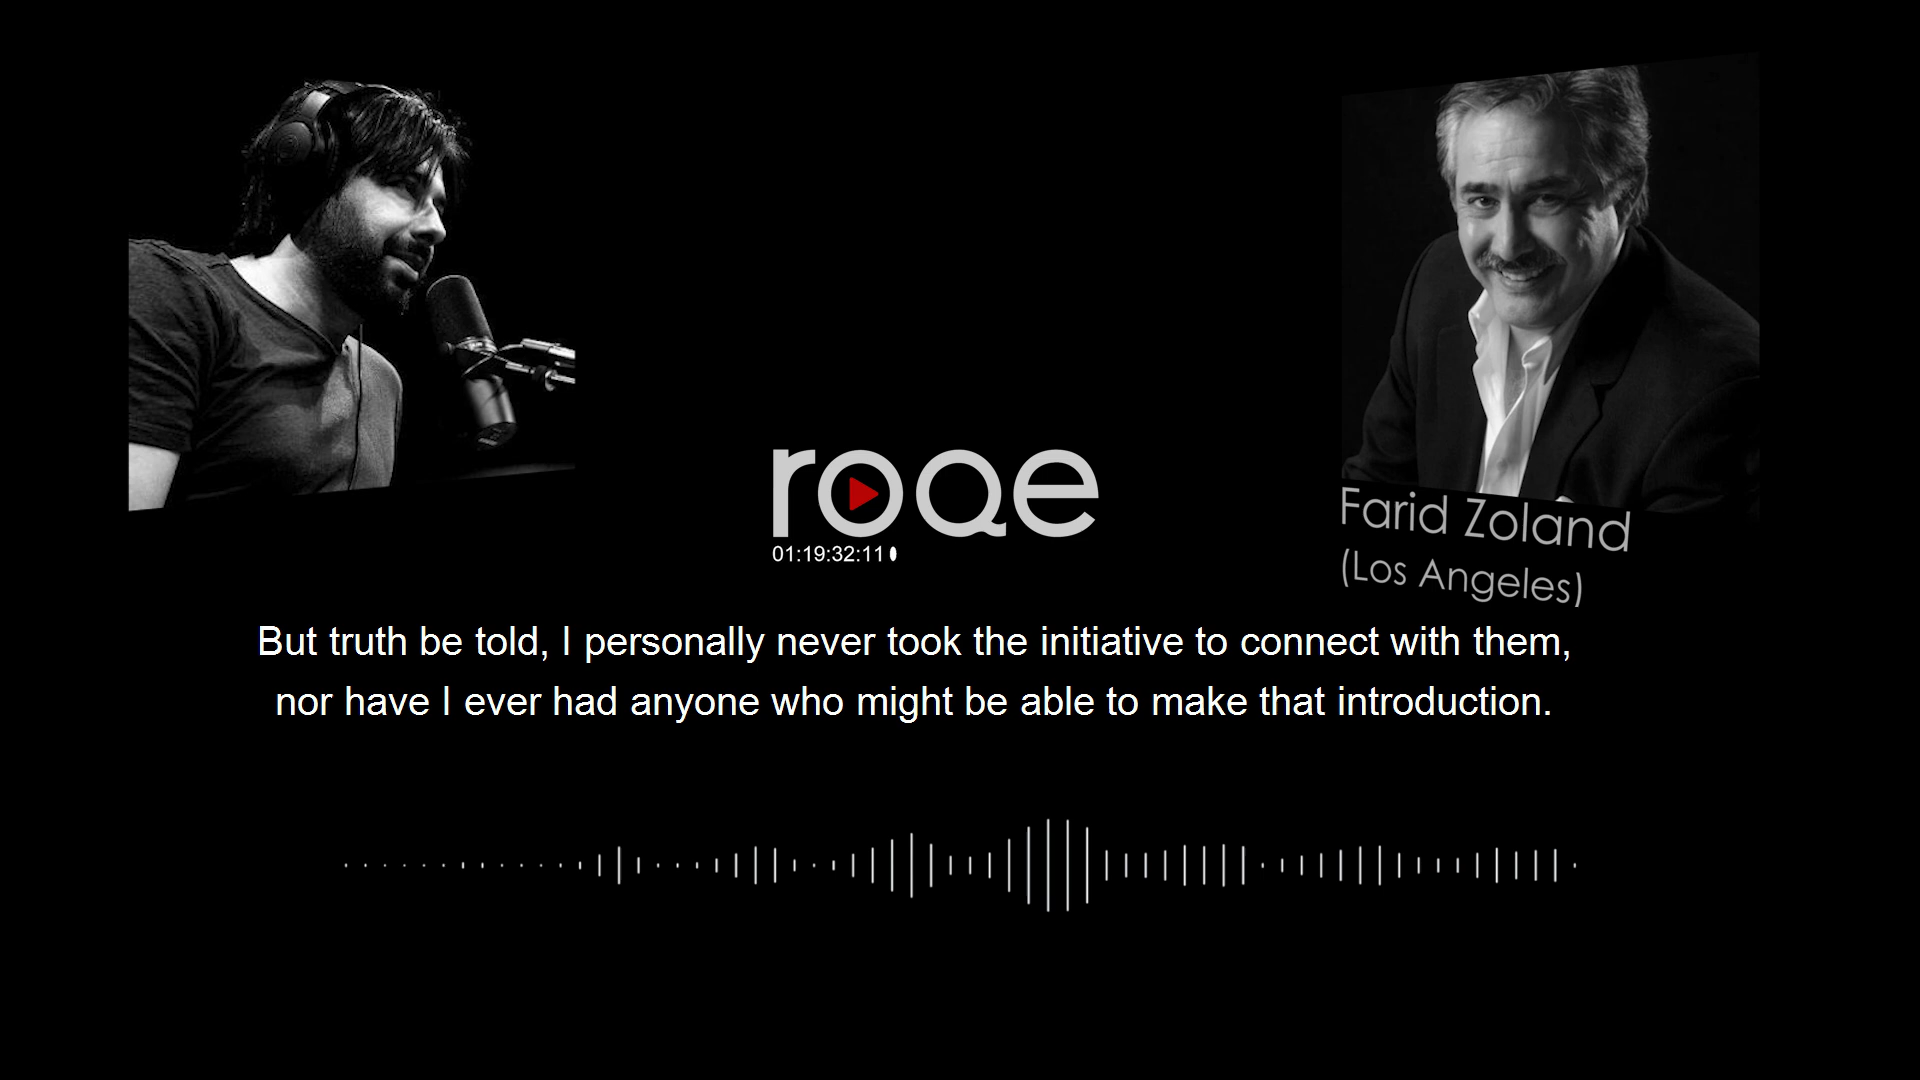 roqe
01:19:32:11
Farid Zoland
(Los Angeles)
But truth be told, I personally never took the initiative to connect with them,
nor have I ever had anyone who might be able to make that introduction.